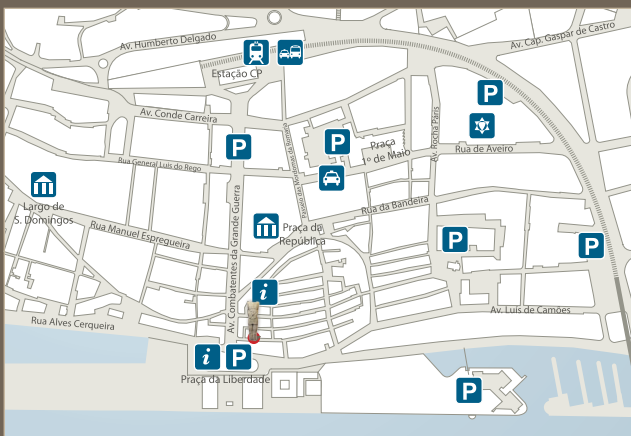 Av. Humberto Delgado
Av. Cap. Gaspar de Castro
Estação CP
P
Av. Conde Carreira
P
P
Praça
1º de Maio
Av. Rocha Páris
Rua de Aveiro
Rua General Luis do Rego
Largo de
S. Domingos
Rua da Bandeira
Rua Manuel Espregueira
Av. Combatentes da Grande Guerra
Praça da
República
P
P
i
Av. Luís de Camões
Rua Alves Cerqueira
i
P
Praça da Liberdade
P